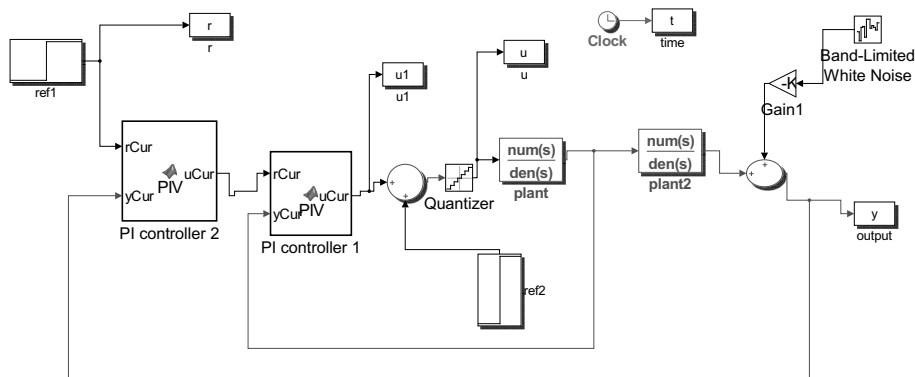 r
r
ref1
Clock
t
time
Band-Limited
White Noise
-K
Gain1
u
u
u1
u1
rCur
yCur
uCur
PIV
PI controller 2
rCur
yCur
uCur
PIV
PI controller 1
+
+
Quantizer
num(s)
den(s)
plant
num(s)
den(s)
plant2
+
+
y
output
ref2